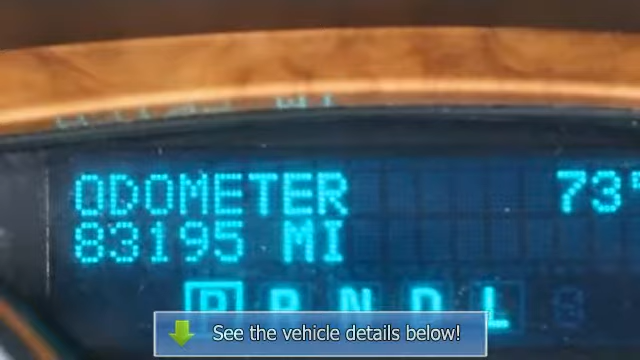 ODOMETER 73°
83195 MI
P R N D L
See the vehicle details below!